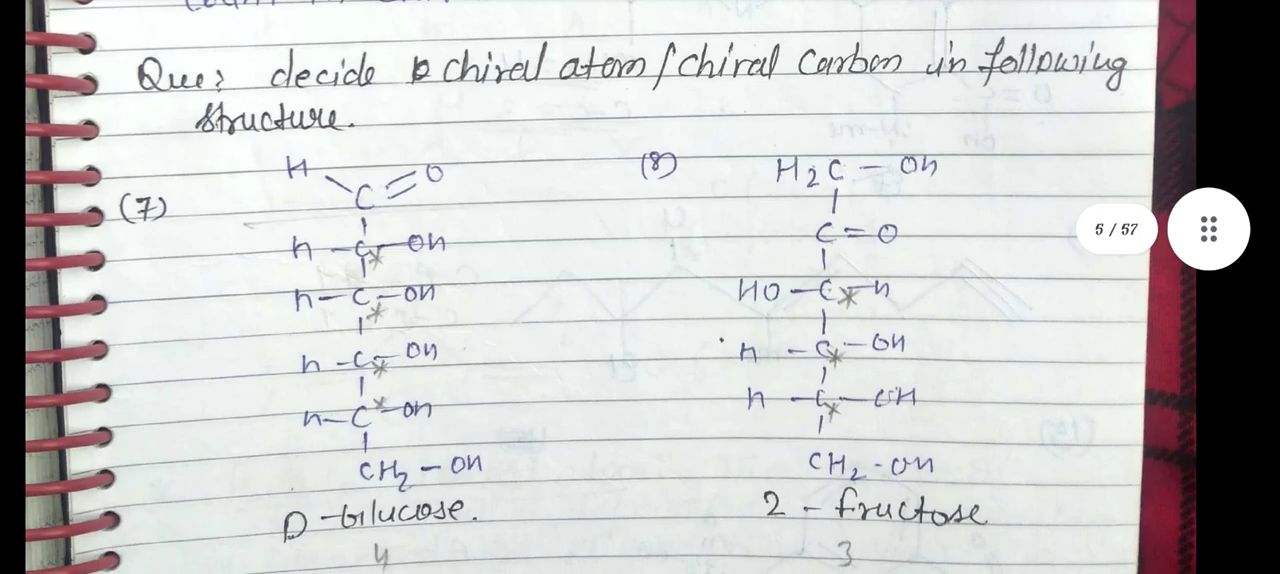 Que: decide chiral atom/chiral carbon in following
structure.
(7)
H
C=O
H-C*-OH
H-C*-OH
H-C*-OH
H-C*-OH
CH2-OH
D-Glucose.
4
(8)
H2C-OH
C=O
HO-C*-H
H-C*-OH
H-C*-OH
CH2-OH
2-fructose
3
5 / 57